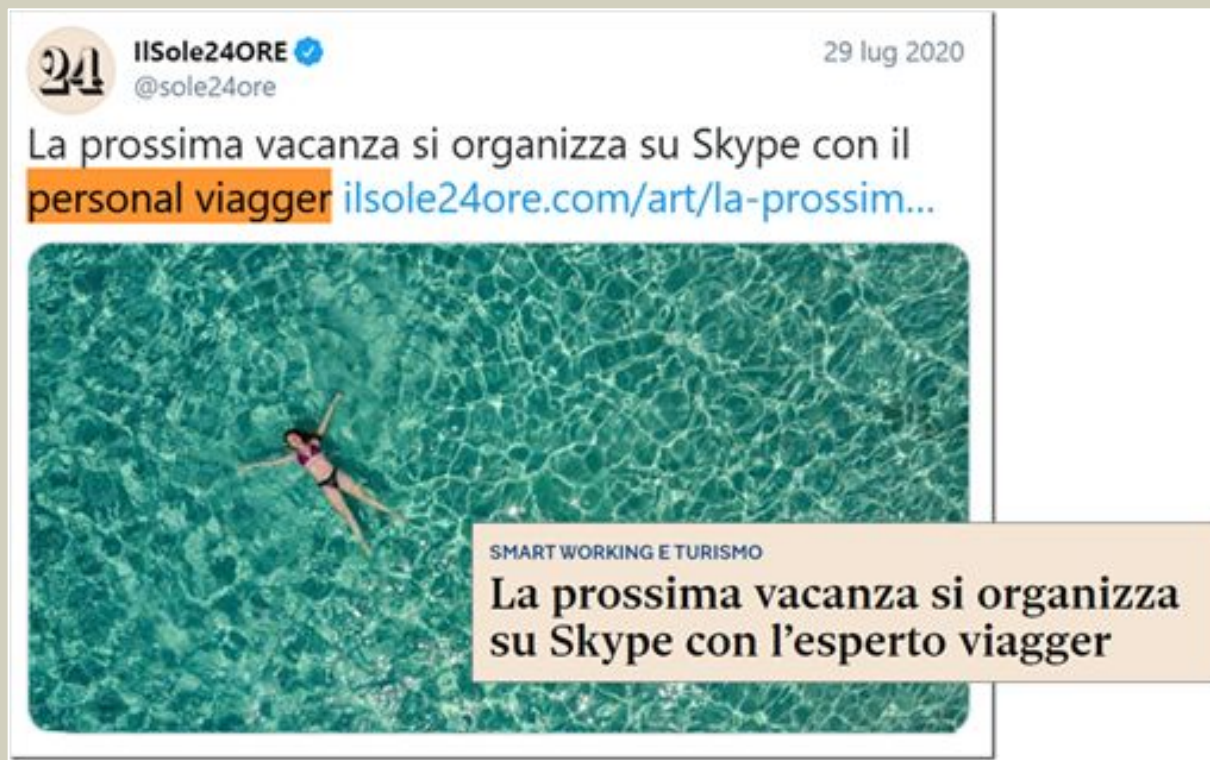 24
IlSole24ORE
29 lug 2020
@sole24ore
La prossima vacanza si organizza su Skype con il
personal viagger ilsole24ore.com/art/la-prossim...
SMART WORKING E TURISMO
La prossima vacanza si organizza
su Skype con l’esperto viagger